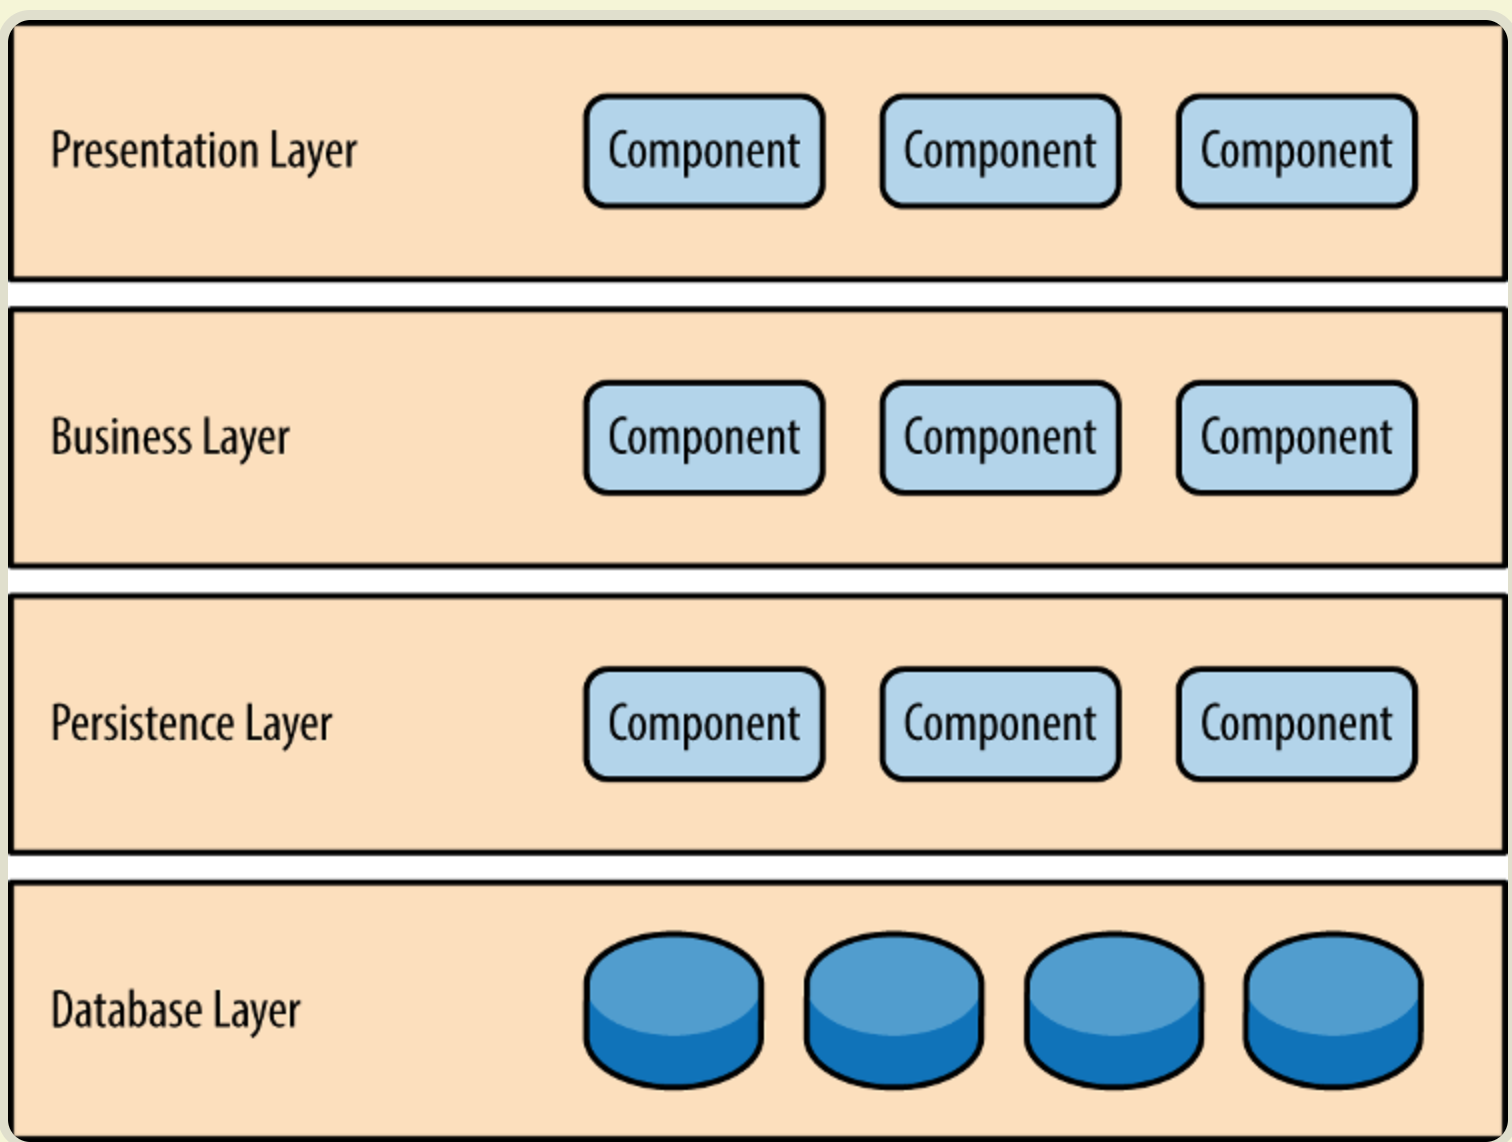 Presentation Layer Component Component Component
Business Layer Component Component Component
Persistence Layer Component Component Component
Database Layer